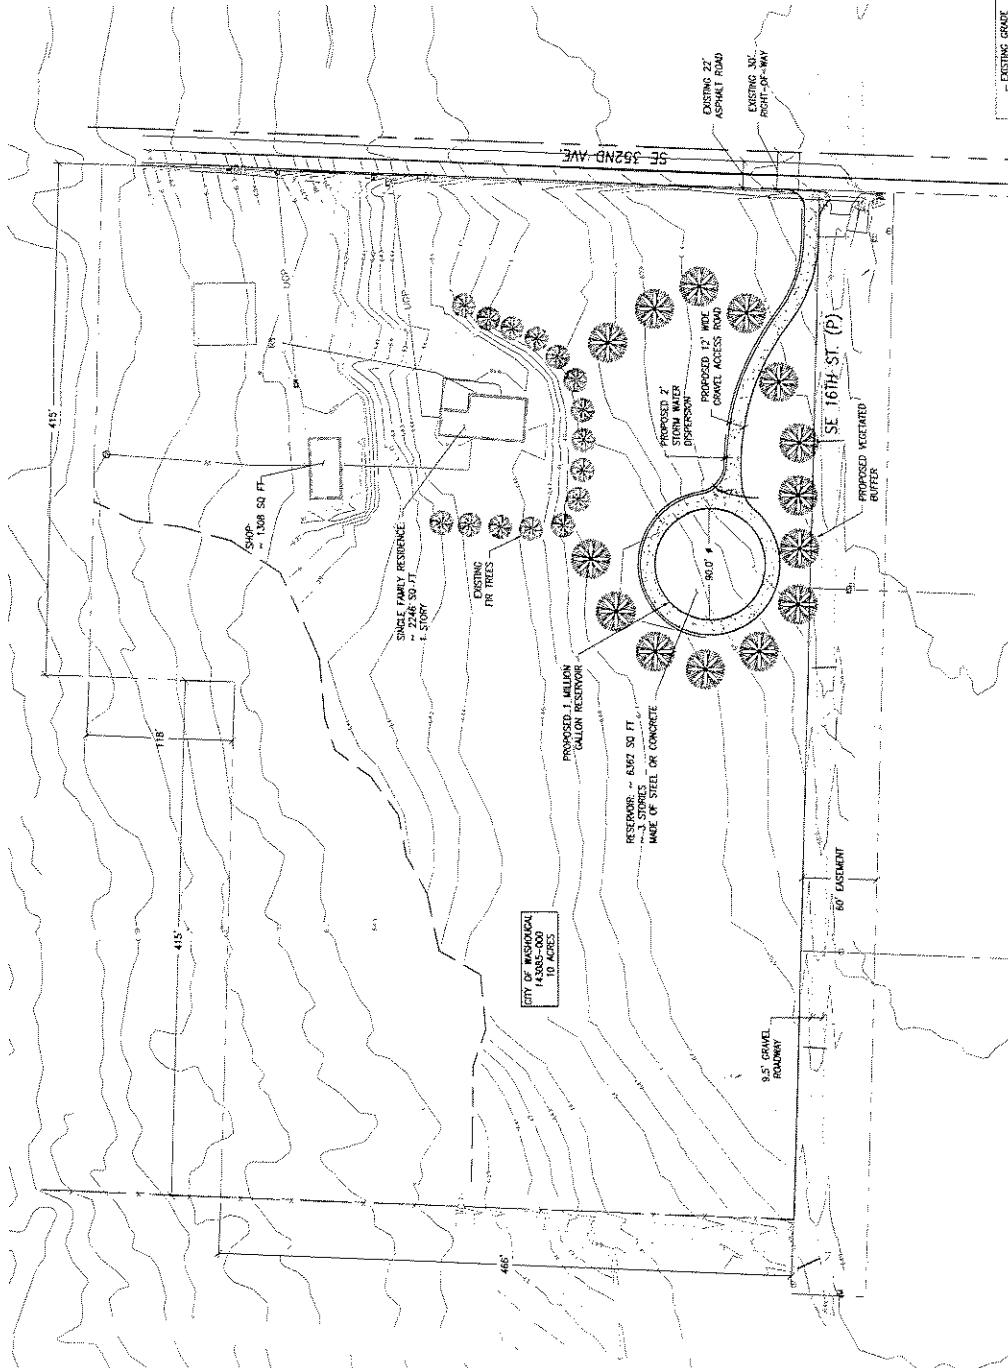 415'
SHOP
~ 1308 SQ FT
UGP
UGP
SE 352ND AVE.
EXISTING 22'
ASPHALT ROAD
EXISTING 30'
RIGHT-OF-WAY
EXISTING GRADE
SINGLE FAMILY RESIDENCE
~ 2246 SQ FT
1 STORY
EXISTING
FIR TREES
118'
415'
PROPOSED 2'
STORM WATER
DISPERSION
PROPOSED 12' WIDE
GRAVEL ACCESS ROAD
SE 16TH ST. (P)
PROPOSED VEGETATED
BUFFER
90.0'
PROPOSED 1 MILLION
GALLON RESERVOIR
RESERVOIR: ~ 6362 SQ FT
~ 3 STORIES
MADE OF STEEL OR CONCRETE
CITY OF WASHOUGAL
143085-000
10 ACRES
60' EASEMENT
9.5' GRAVEL
ROADWAY
466'